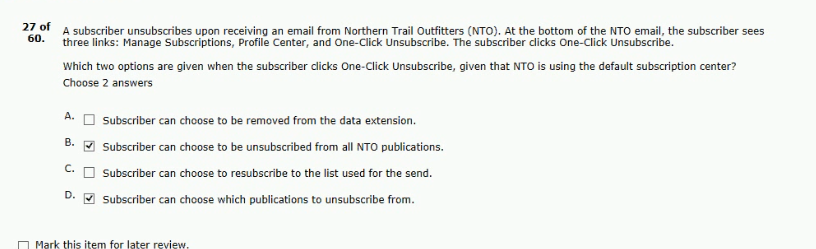 27 of
60.
A subscriber unsubscribes upon receiving an email from Northern Trail Outfitters (NTO). At the bottom of the NTO email, the subscriber sees
three links: Manage Subscriptions, Profile Center, and One-Click Unsubscribe. The subscriber clicks One-Click Unsubscribe.
Which two options are given when the subscriber clicks One-Click Unsubscribe, given that NTO is using the default subscription center?
Choose 2 answers
A. Subscriber can choose to be removed from the data extension.
B. Subscriber can choose to be unsubscribed from all NTO publications.
C. Subscriber can choose to resubscribe to the list used for the send.
D. Subscriber can choose which publications to unsubscribe from.
Mark this item for later review.